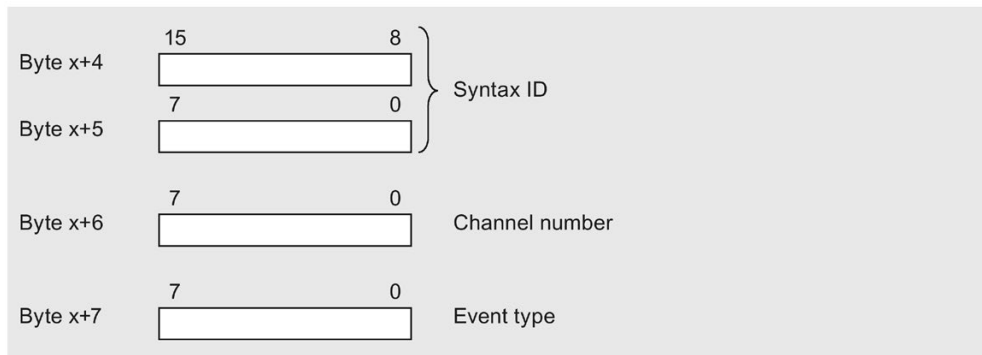 15 8
Byte x+4
Syntax ID
7 0
Byte x+5
7 0
Byte x+6 Channel number
7 0
Byte x+7 Event type